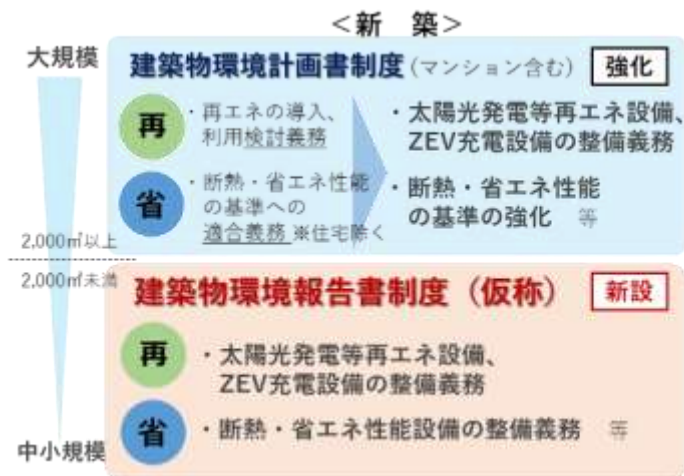 ＜新　築＞
大規模
建築物環境計画書制度（マンション含む） 強化
再
・再エネの導入、
利用検討義務
・太陽光発電等再エネ設備、
ZEV充電設備の整備義務
省
・断熱・省エネ性能
の基準への
適合義務 ※住宅除く
・断熱・省エネ性能
の基準の強化　等
2,000㎡以上
2,000㎡未満
建築物環境報告書制度（仮称） 新設
再
・太陽光発電等再エネ設備、
ZEV充電設備の整備義務
省
・断熱・省エネ性能設備の整備義務　等
中小規模